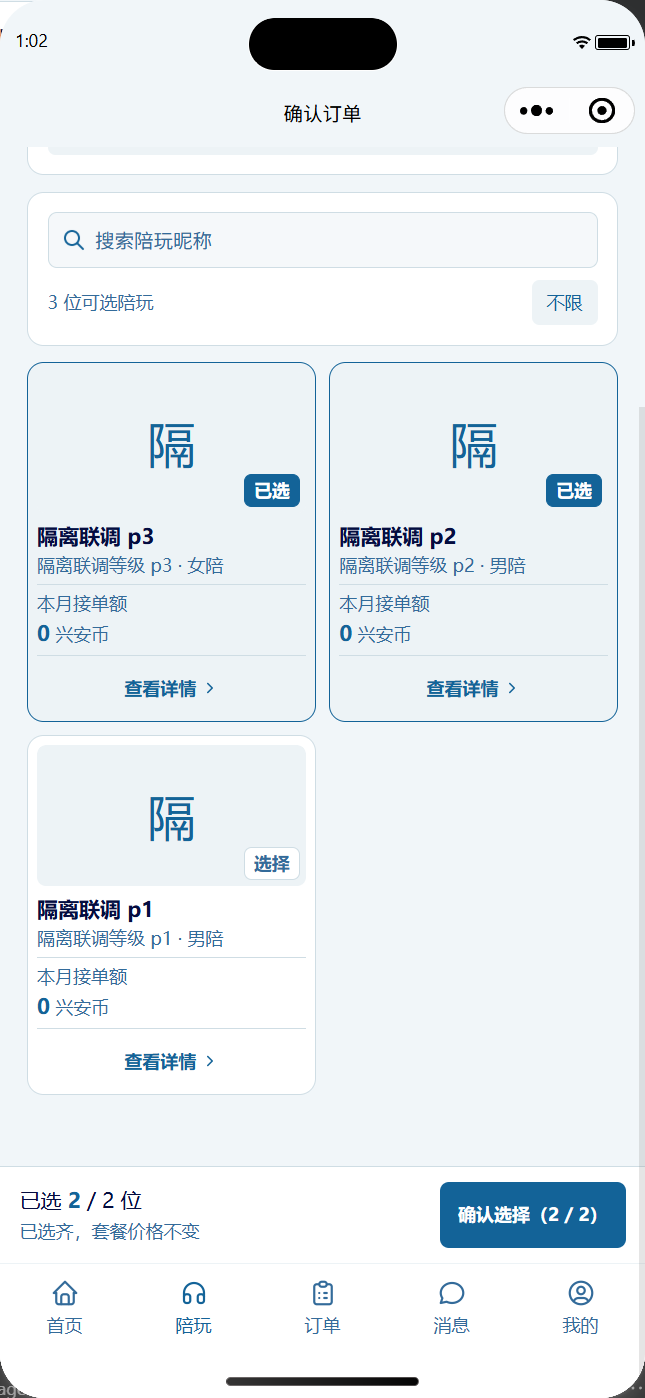 1:02
确认订单
搜索陪玩昵称
3 位可选陪玩
不限
隔
已选
隔离联调 p3
隔离联调等级 p3 · 女陪
本月接单额
0 兴安币
查看详情
隔
已选
隔离联调 p2
隔离联调等级 p2 · 男陪
本月接单额
0 兴安币
查看详情
隔
选择
隔离联调 p1
隔离联调等级 p1 · 男陪
本月接单额
0 兴安币
查看详情
已选 2 / 2 位
已选齐，套餐价格不变
确认选择（2 / 2）
首页
陪玩
订单
消息
我的